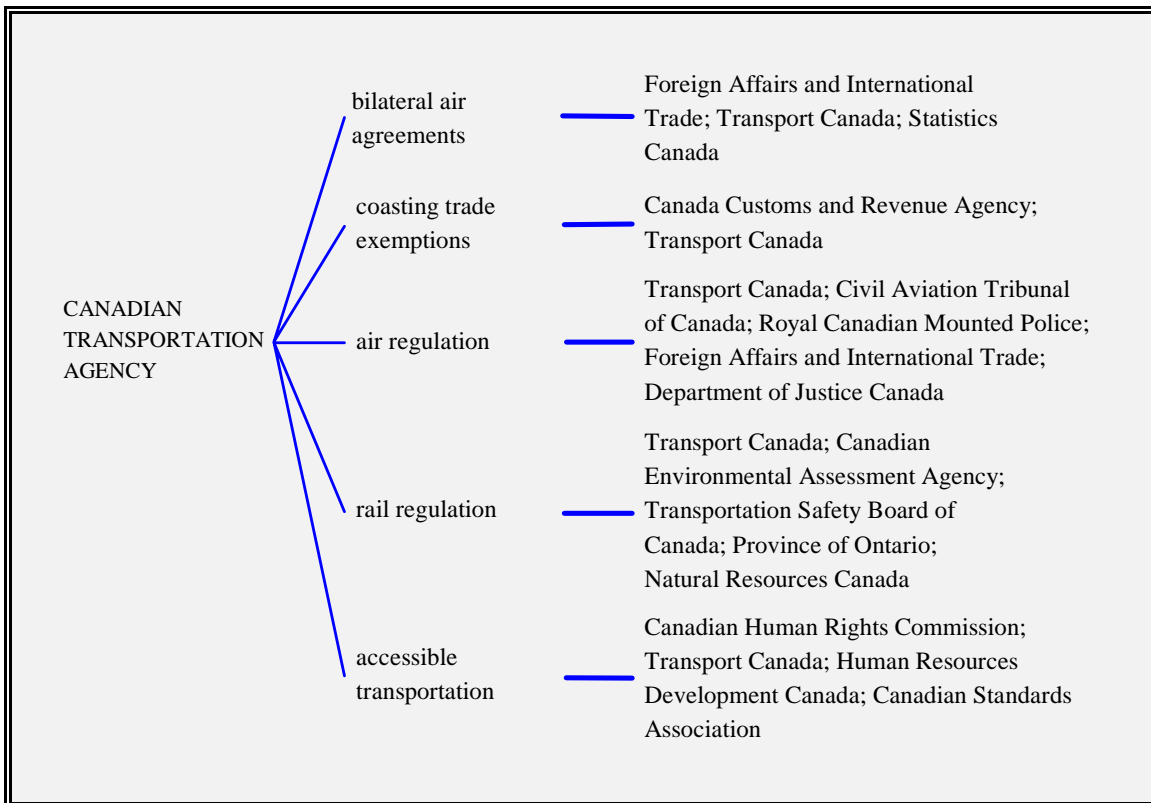 CANADIAN
TRANSPORTATION
AGENCY
bilateral air
agreements
Foreign Affairs and International
Trade; Transport Canada; Statistics
Canada
coasting trade
exemptions
Canada Customs and Revenue Agency;
Transport Canada
air regulation
Transport Canada; Civil Aviation Tribunal
of Canada; Royal Canadian Mounted Police;
Foreign Affairs and International Trade;
Department of Justice Canada
rail regulation
Transport Canada; Canadian
Environmental Assessment Agency;
Transportation Safety Board of
Canada; Province of Ontario;
Natural Resources Canada
accessible
transportation
Canadian Human Rights Commission;
Transport Canada; Human Resources
Development Canada; Canadian Standards
Association